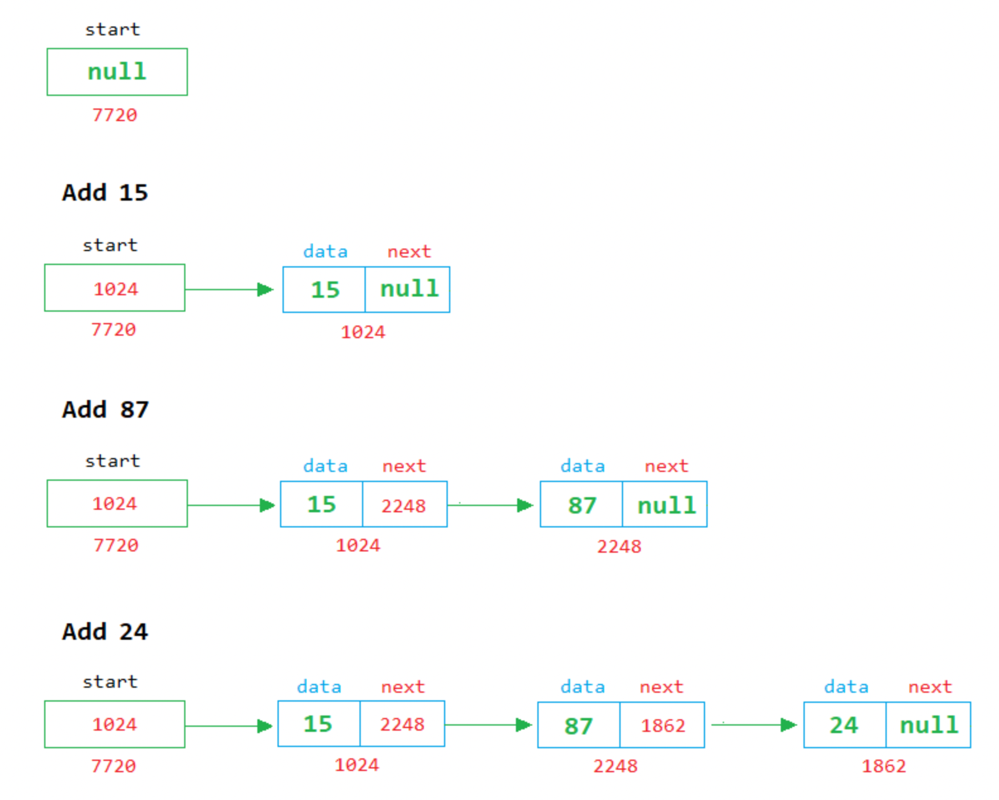 start
null
7720
Add 15
start
data next
1024
15 null
7720
1024
Add 87
start
data next data next
1024
15 2248 87 null
7720
1024
2248
Add 24
start
data next data next data next
1024
15 2248 87 1862 24 null
7720
1024
2248
1862